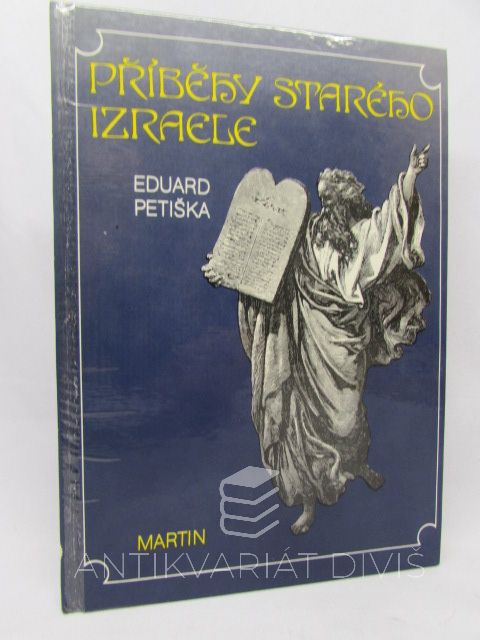 PŘÍBĚHY STARÉHO
IZRAELE
EDUARD
PETIŠKA
MARTIN
ANTIKVARIÁT DIVIŠ